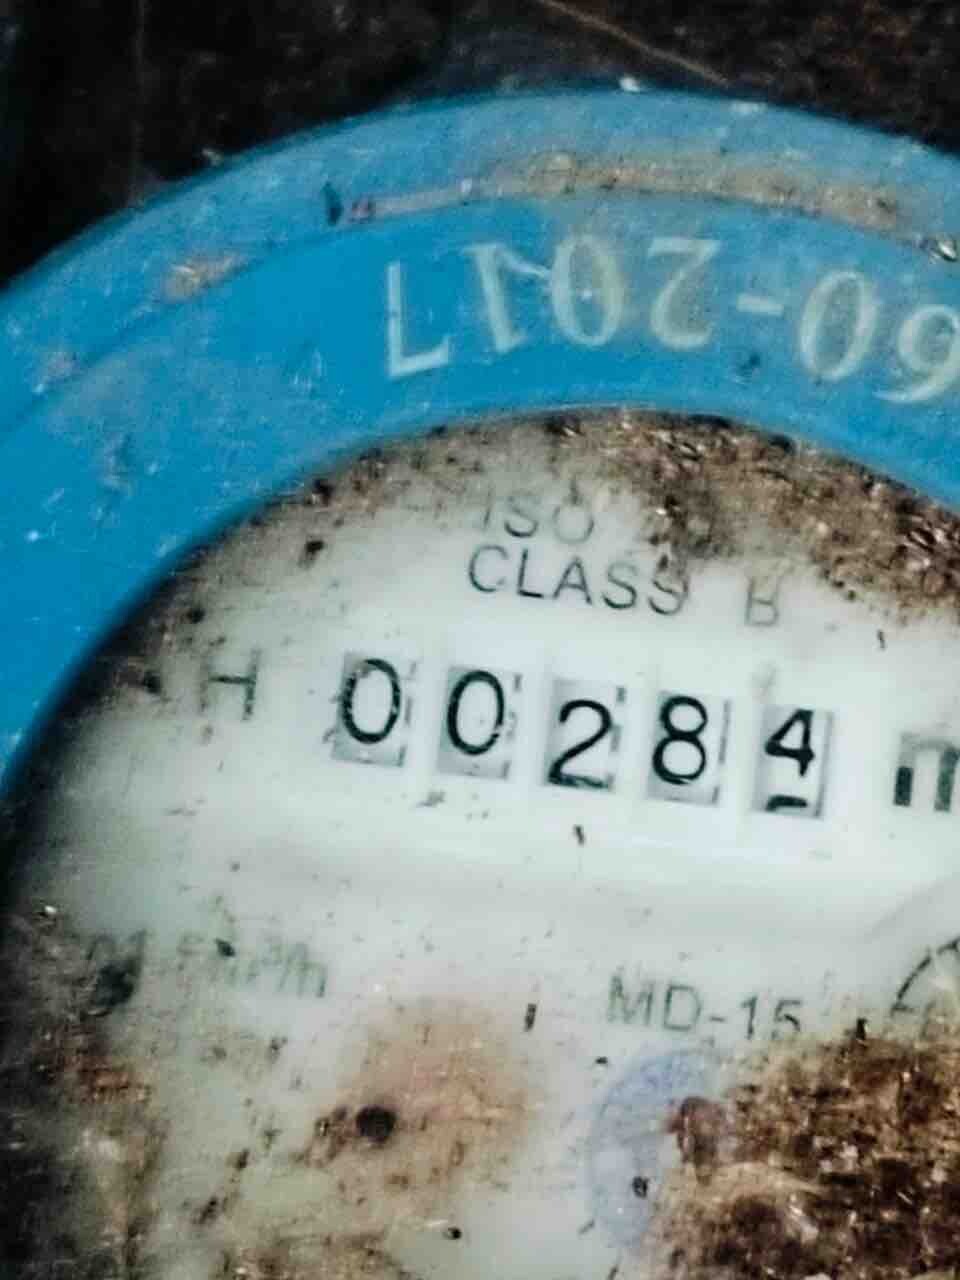 60-2017
ISO
CLASS B
H 00284 m
MD-15